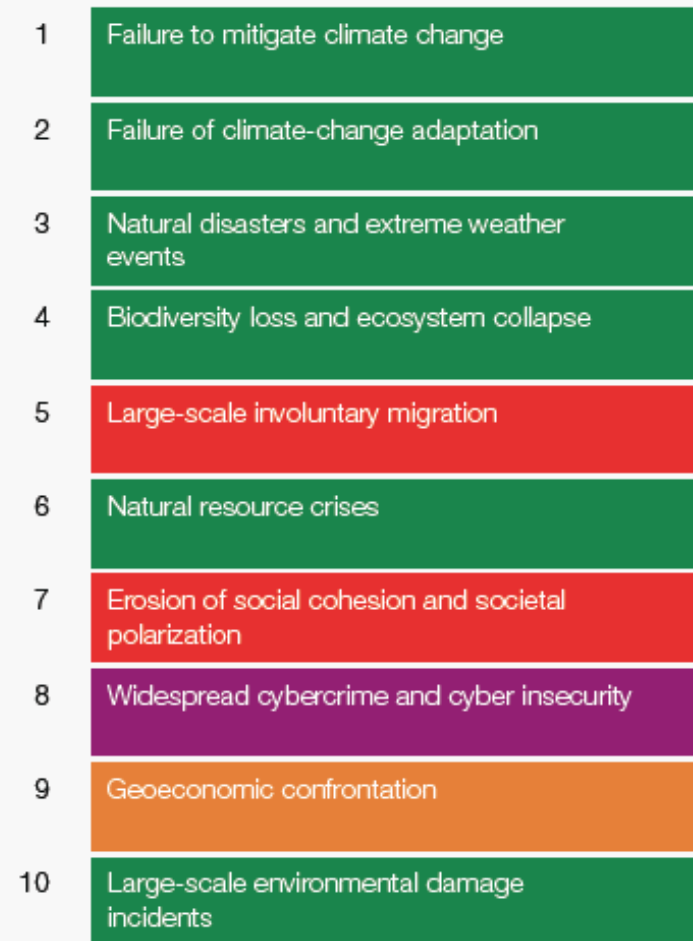 1 Failure to mitigate climate change
2 Failure of climate-change adaptation
3 Natural disasters and extreme weather
events
4 Biodiversity loss and ecosystem collapse
5 Large-scale involuntary migration
6 Natural resource crises
7 Erosion of social cohesion and societal
polarization
8 Widespread cybercrime and cyber insecurity
9 Geoeconomic confrontation
10 Large-scale environmental damage
incidents